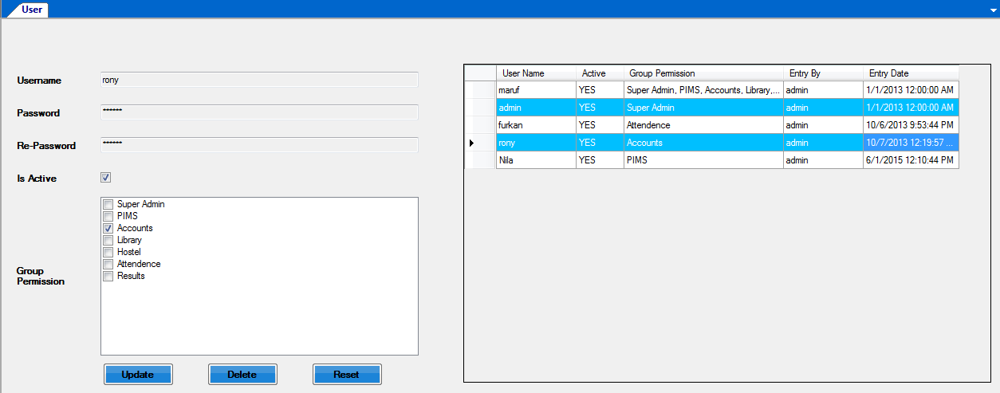 User
Username
rony
Password
******
Re-Password
******
Is Active
Group
Permission
Super Admin
PIMS
Accounts
Library
Hostel
Attendence
Results
Update Delete Reset
User Name Active Group Permission Entry By Entry Date
maruf YES Super Admin, PIMS, Accounts, Library,... admin 1/1/2013 12:00:00 AM
admin YES Super Admin admin 1/1/2013 12:00:00 AM
furkan YES Attendence admin 10/6/2013 9:53:44 PM
rony YES Accounts admin 10/7/2013 12:19:57 ...
Nila YES PIMS admin 6/1/2015 12:10:44 PM